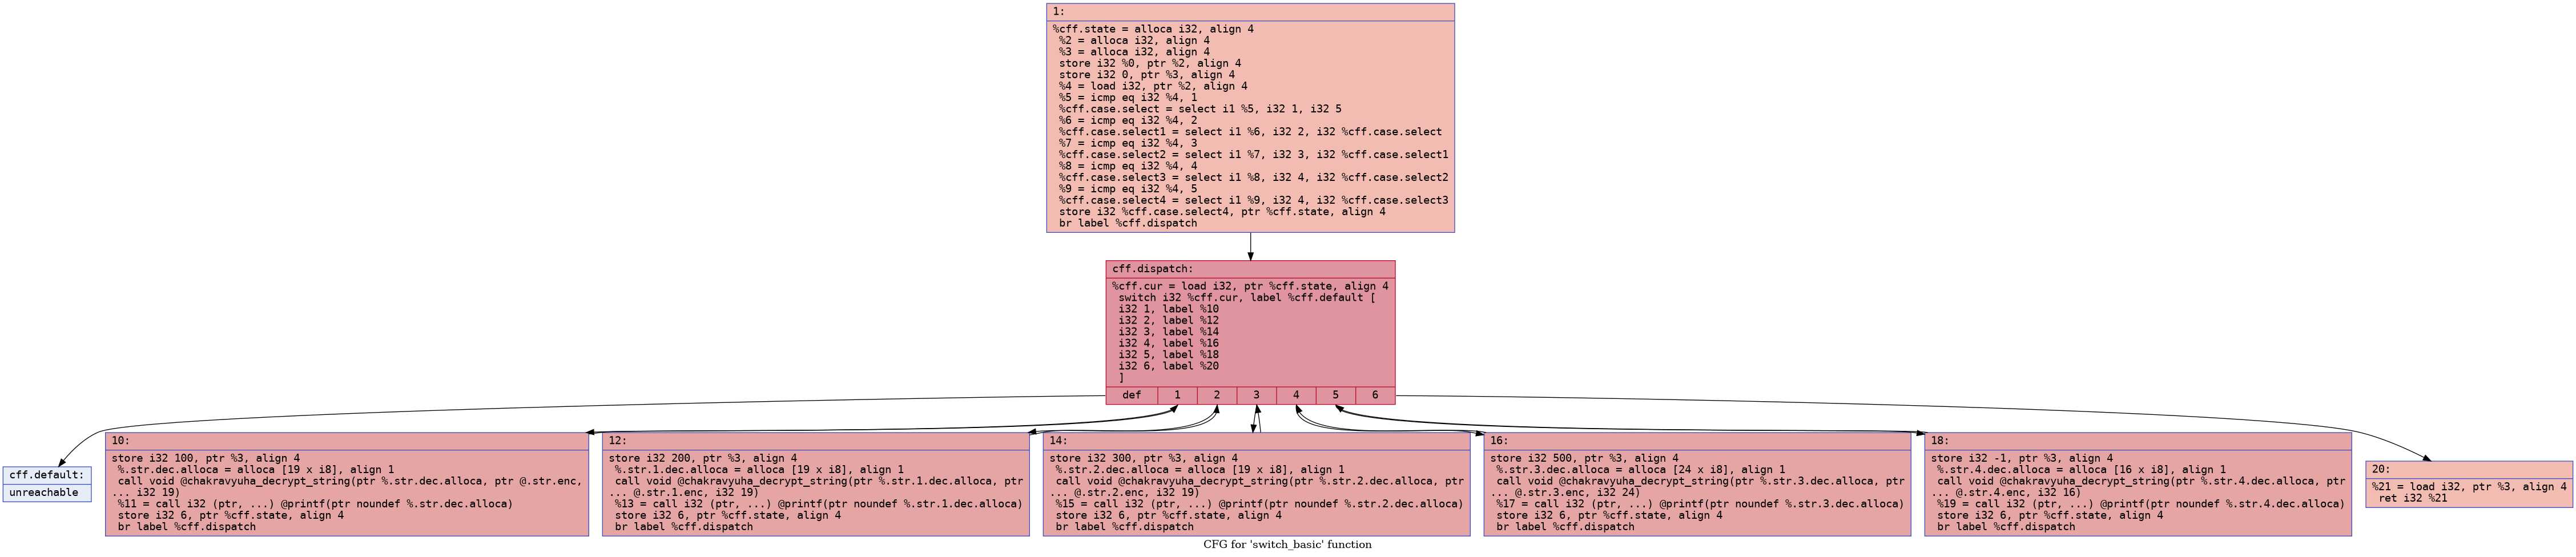 1:
%cff.state = alloca i32, align 4
%2 = alloca i32, align 4
%3 = alloca i32, align 4
store i32 %0, ptr %2, align 4
store i32 0, ptr %3, align 4
%4 = load i32, ptr %2, align 4
%5 = icmp eq i32 %4, 1
%cff.case.select = select i1 %5, i32 1, i32 5
%6 = icmp eq i32 %4, 2
%cff.case.select1 = select i1 %6, i32 2, i32 %cff.case.select
%7 = icmp eq i32 %4, 3
%cff.case.select2 = select i1 %7, i32 3, i32 %cff.case.select1
%8 = icmp eq i32 %4, 4
%cff.case.select3 = select i1 %8, i32 4, i32 %cff.case.select2
%9 = icmp eq i32 %4, 5
%cff.case.select4 = select i1 %9, i32 4, i32 %cff.case.select3
store i32 %cff.case.select4, ptr %cff.state, align 4
br label %cff.dispatch
cff.dispatch:
%cff.cur = load i32, ptr %cff.state, align 4
switch i32 %cff.cur, label %cff.default [
i32 1, label %10
i32 2, label %12
i32 3, label %14
i32 4, label %16
i32 5, label %18
i32 6, label %20
]
def 1 2 3 4 5 6
cff.default:
unreachable
10:
store i32 100, ptr %3, align 4
%.str.dec.alloca = alloca [19 x i8], align 1
call void @chakravyuha_decrypt_string(ptr %.str.dec.alloca, ptr @.str.enc,
... i32 19)
%11 = call i32 (ptr, ...) @printf(ptr noundef %.str.dec.alloca)
store i32 6, ptr %cff.state, align 4
br label %cff.dispatch
12:
store i32 200, ptr %3, align 4
%.str.1.dec.alloca = alloca [19 x i8], align 1
call void @chakravyuha_decrypt_string(ptr %.str.1.dec.alloca, ptr
... @.str.1.enc, i32 19)
%13 = call i32 (ptr, ...) @printf(ptr noundef %.str.1.dec.alloca)
store i32 6, ptr %cff.state, align 4
br label %cff.dispatch
14:
store i32 300, ptr %3, align 4
%.str.2.dec.alloca = alloca [19 x i8], align 1
call void @chakravyuha_decrypt_string(ptr %.str.2.dec.alloca, ptr
... @.str.2.enc, i32 19)
%15 = call i32 (ptr, ...) @printf(ptr noundef %.str.2.dec.alloca)
store i32 6, ptr %cff.state, align 4
br label %cff.dispatch
16:
store i32 500, ptr %3, align 4
%.str.3.dec.alloca = alloca [24 x i8], align 1
call void @chakravyuha_decrypt_string(ptr %.str.3.dec.alloca, ptr
... @.str.3.enc, i32 24)
%17 = call i32 (ptr, ...) @printf(ptr noundef %.str.3.dec.alloca)
store i32 6, ptr %cff.state, align 4
br label %cff.dispatch
18:
store i32 -1, ptr %3, align 4
%.str.4.dec.alloca = alloca [16 x i8], align 1
call void @chakravyuha_decrypt_string(ptr %.str.4.dec.alloca, ptr
... @.str.4.enc, i32 16)
%19 = call i32 (ptr, ...) @printf(ptr noundef %.str.4.dec.alloca)
store i32 6, ptr %cff.state, align 4
br label %cff.dispatch
20:
%21 = load i32, ptr %3, align 4
ret i32 %21
CFG for 'switch_basic' function